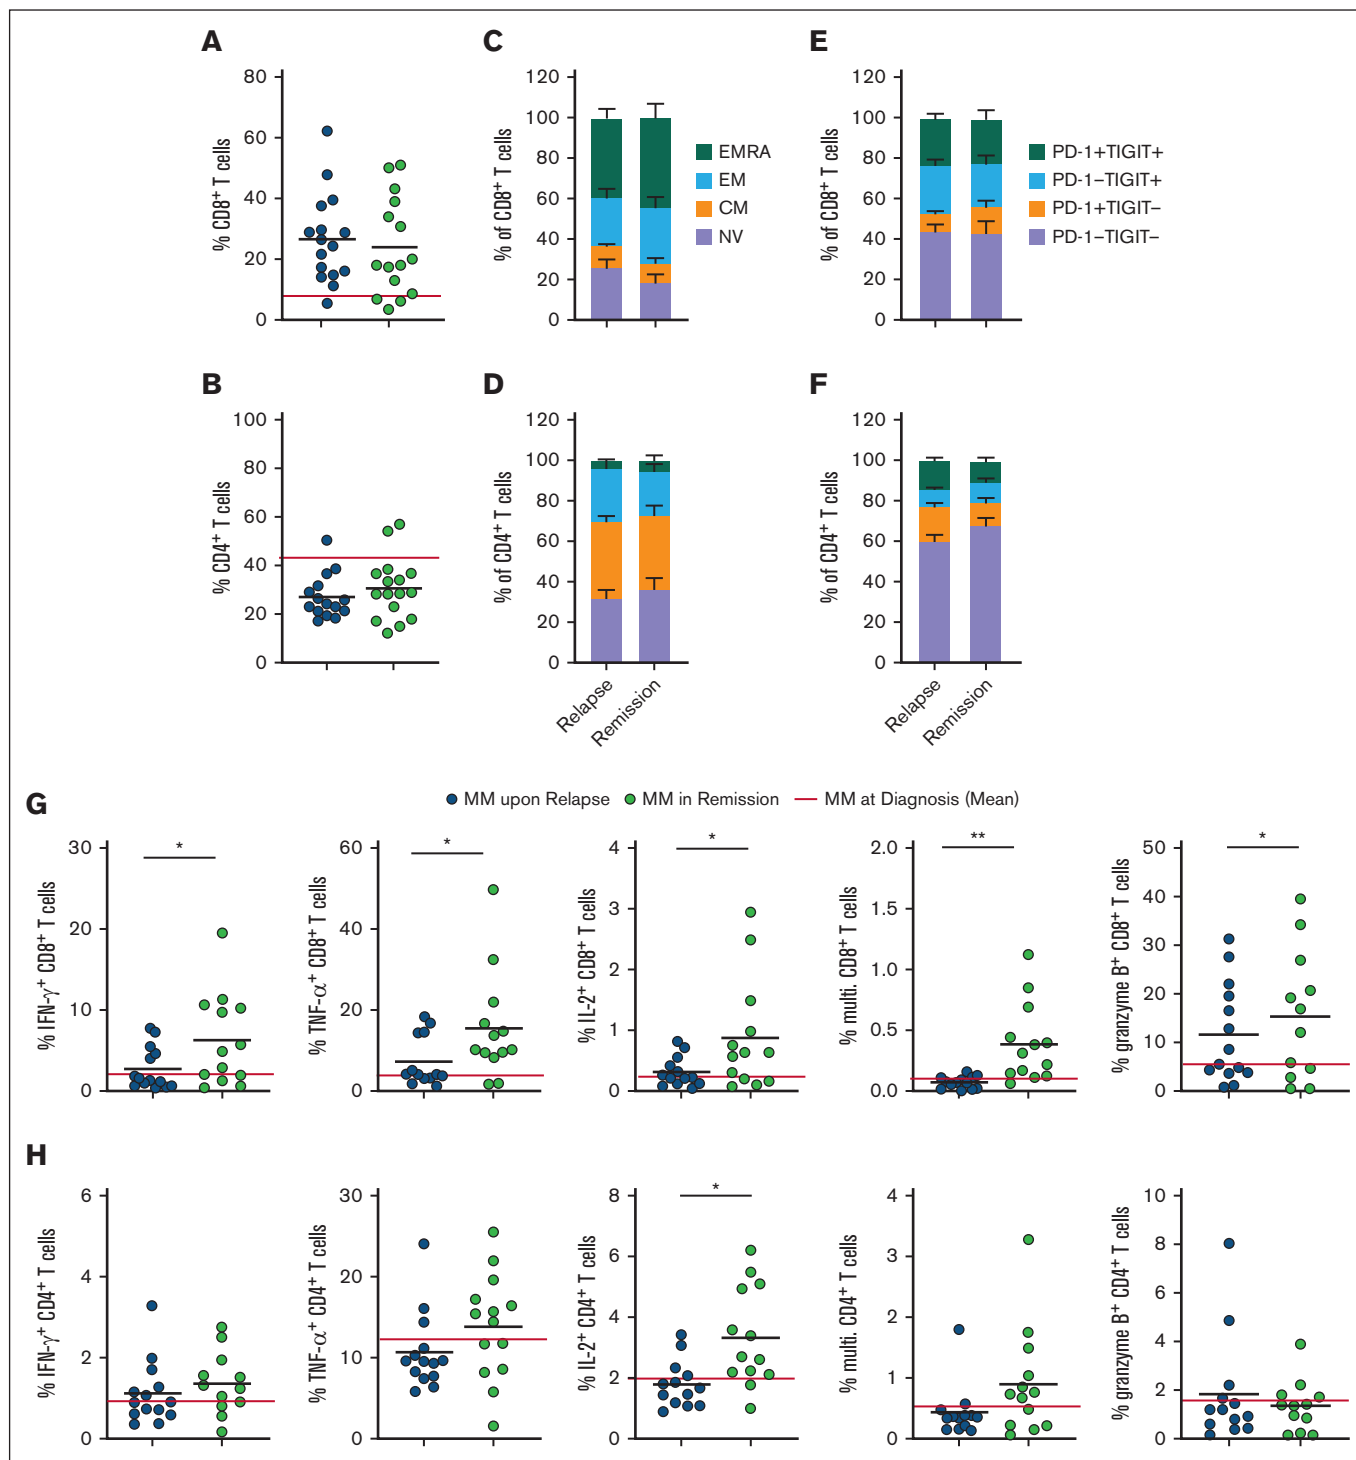 A
% CD8+ T cells
80
60
40
20
0
C
% of CD8+ T cells
120
100
80
60
40
20
0
EMRA
EM
CM
NV
E
% of CD8+ T cells
120
100
80
60
40
20
0
PD-1+TIGIT+
PD-1–TIGIT+
PD-1+TIGIT–
PD-1–TIGIT–
B
% CD4+ T cells
100
80
60
40
20
0
D
% of CD4+ T cells
120
100
80
60
40
20
0
Relapse
Remission
F
% of CD4+ T cells
120
100
80
60
40
20
0
Relapse
Remission
MM upon Relapse MM in Remission MM at Diagnosis (Mean)
G
% IFN-γ+ CD8+ T cells
30
20
10
0
*
% TNF-α+ CD8+ T cells
60
40
20
0
*
% IL-2+ CD8+ T cells
4
3
2
1
0
*
% multi. CD8+ T cells
2.0
1.5
1.0
0.5
0.0
**
% granzyme B+ CD8+ T cells
50
40
30
20
10
0
*
H
% IFN-γ+ CD4+ T cells
6
4
2
0
% TNF-α+ CD4+ T cells
30
20
10
0
% IL-2+ CD4+ T cells
8
6
4
2
0
*
% multi. CD4+ T cells
4
3
2
1
0
% granzyme B+ CD4+ T cells
10
8
6
4
2
0